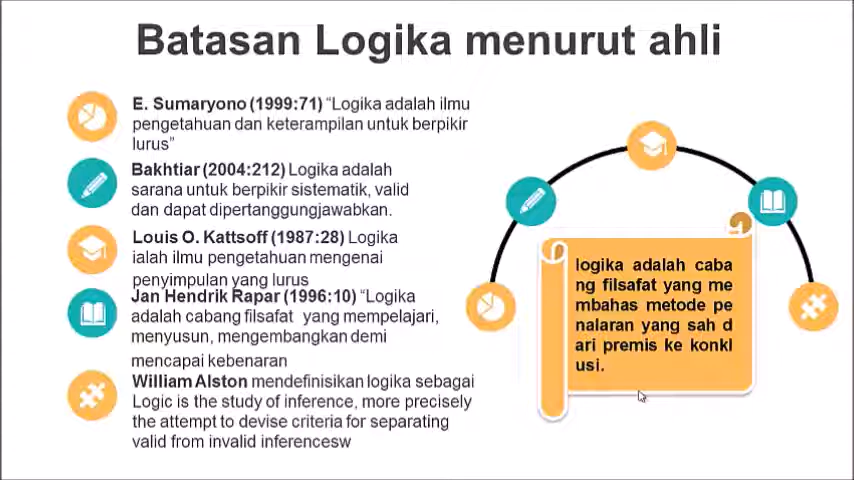 Batasan Logika menurut ahli
E. Sumaryono (1999:71) “Logika adalah ilmu
pengetahuan dan keterampilan untuk berpikir
lurus”
Bakhtiar (2004:212) Logika adalah
sarana untuk berpikir sistematik, valid
dan dapat dipertanggungjawabkan.
Louis O. Kattsoff (1987:28) Logika
ialah ilmu pengetahuan mengenai
penyimpulan yang lurus
Jan Hendrik Rapar (1996:10) “Logika
adalah cabang filsafat yang mempelajari,
menyusun, mengembangkan demi
mencapai kebenaran
William Alston mendefinisikan logika sebagai
Logic is the study of inference, more precisely
the attempt to devise criteria for separating
valid from invalid inferencesw
logika adalah caba
ng filsafat yang me
mbahas metode pe
nalaran yang sah d
ari premis ke konkl
usi.